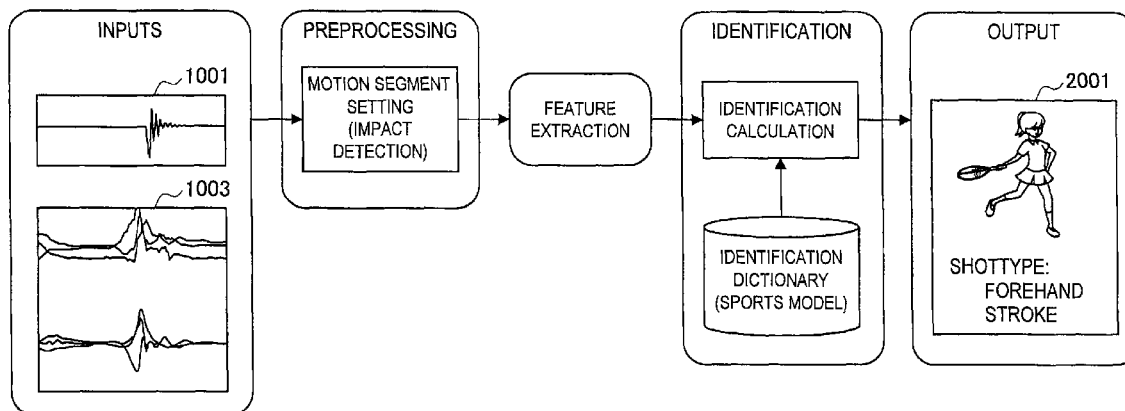 INPUTS
1001
1003
PREPROCESSING
MOTION SEGMENT
SETTING
(IMPACT
DETECTION)
FEATURE
EXTRACTION
IDENTIFICATION
IDENTIFICATION
CALCULATION
IDENTIFICATION
DICTIONARY
(SPORTS MODEL)
OUTPUT
2001
SHOTTYPE:
FOREHAND
STROKE